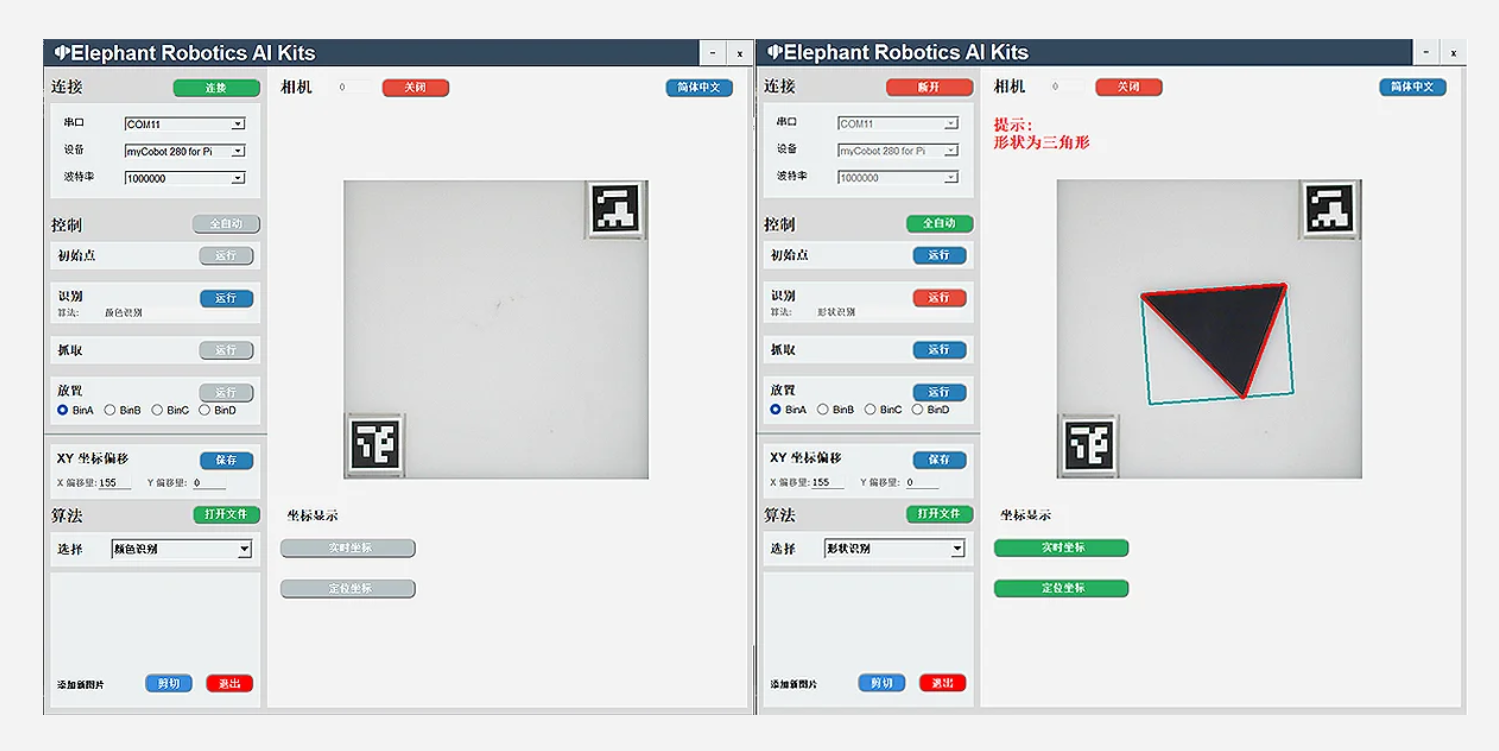 Elephant Robotics AI Kits
- x
连接 连接
串口 COM11
设备 myCobot 280 for Pi
波特率 1000000
控制 全自动
初始点 运行
识别 运行
算法: 颜色识别
抓取 运行
放置 运行
BinA BinB BinC BinD
XY 坐标偏移 保存
X 偏移量: 155 Y 偏移量: 0
算法 打开文件
选择 颜色识别
添加新图片 剪切 退出
相机 0 关闭 简体中文
坐标显示
实时坐标
定位坐标
Elephant Robotics AI Kits
- x
连接 断开
串口 COM11
设备 myCobot 280 for Pi
波特率 1000000
控制 全自动
初始点 运行
识别 运行
算法: 形状识别
抓取 运行
放置 运行
BinA BinB BinC BinD
XY 坐标偏移 保存
X 偏移量: 155 Y 偏移量: 0
算法 打开文件
选择 形状识别
添加新图片 剪切 退出
相机 0 关闭 简体中文
提示:
形状为三角形
坐标显示
实时坐标
定位坐标